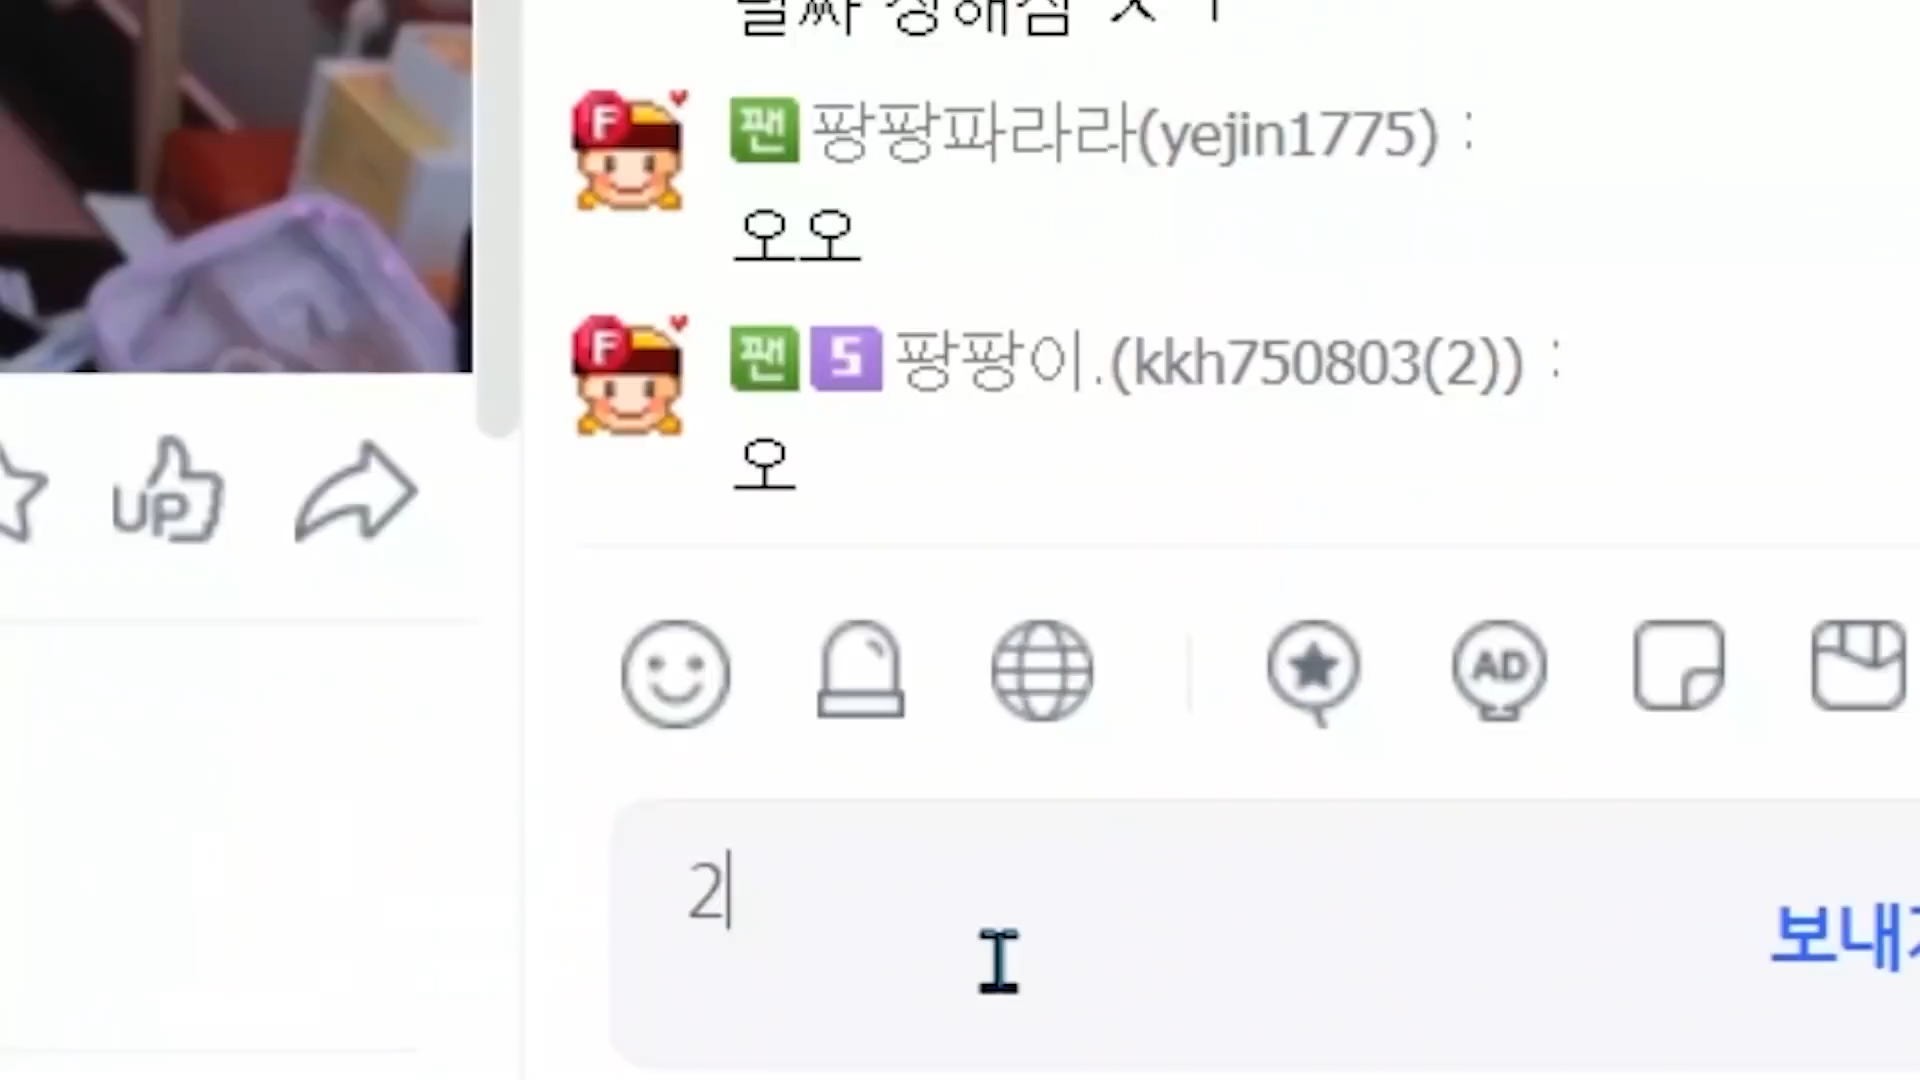 팬 팡팡파라라(yejin1775) :
오오
팬 S 팡팡이.(kkh750803(2)) :
오
UP
AD
2
보내